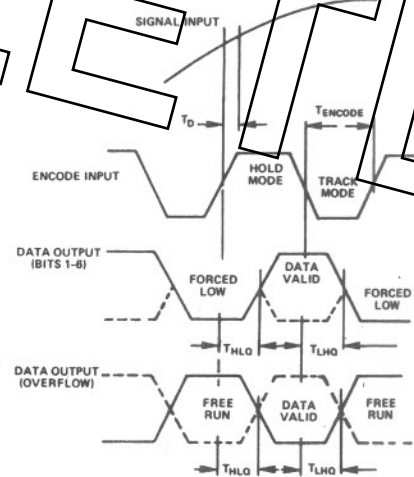 SIGNAL INPUT
T_D
T_ENCODE
ENCODE INPUT
HOLD
MODE
TRACK
MODE
DATA OUTPUT
(BITS 1-6)
FORCED
LOW
DATA
VALID
FORCED
LOW
T_HLQ
T_LHQ
DATA OUTPUT
(OVERFLOW)
FREE
RUN
DATA
VALID
FREE
RUN
T_HLQ
T_LHQ